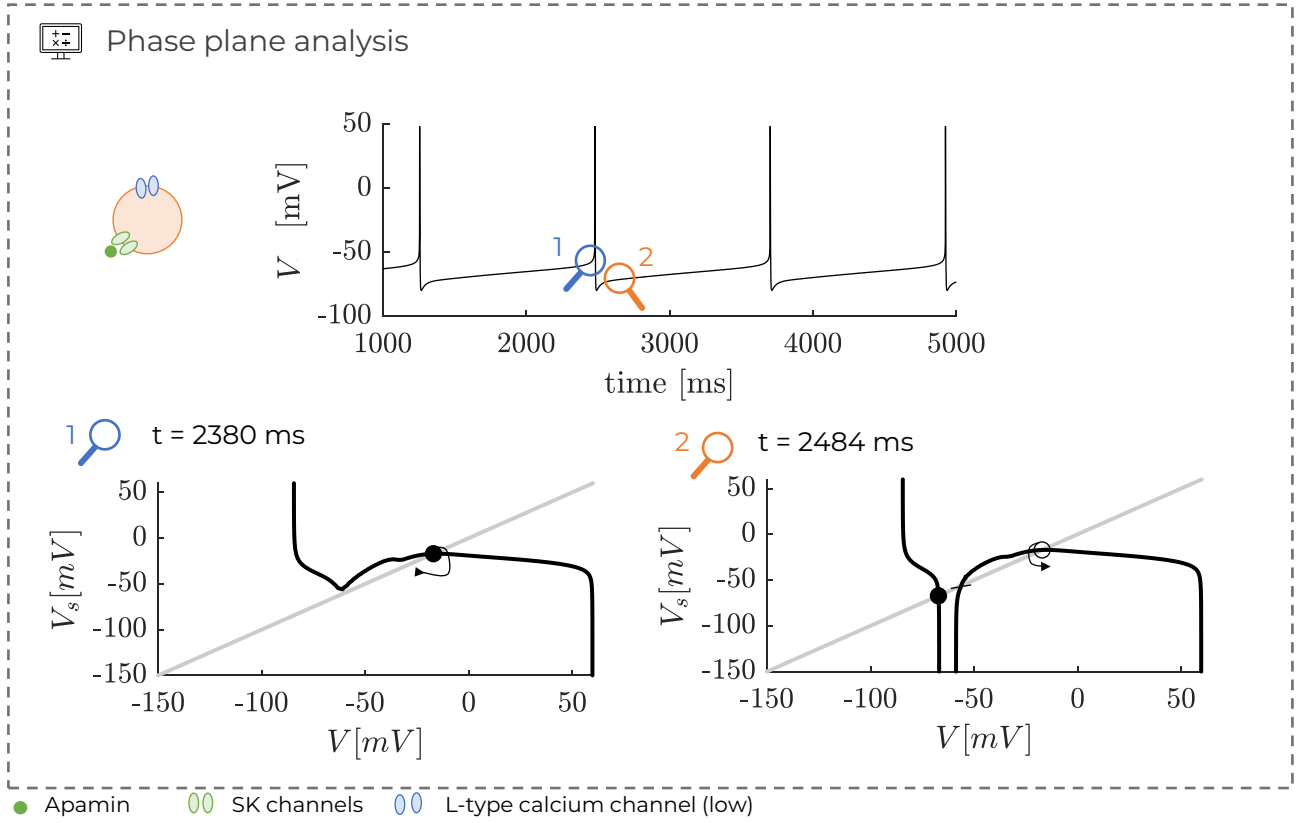 Phase plane analysis
50
0
-50
-100
V [mV]
1
2
1000 2000 3000 4000 5000
time [ms]
1 t = 2380 ms
50
0
-50
-100
-150
V_s[mV]
-150 -100 -50 0 50
V[mV]
2 t = 2484 ms
50
0
-50
-100
-150
V_s[mV]
-150 -100 -50 0 50
V[mV]
Apamin SK channels L-type calcium channel (low)